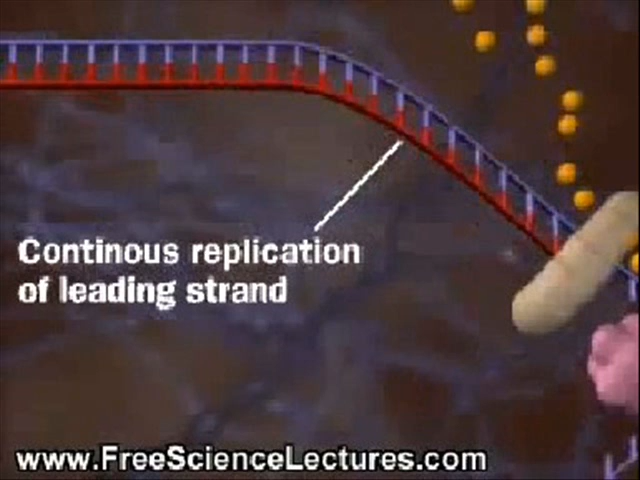 Continous replication
of leading strand
www.FreeScienceLectures.com